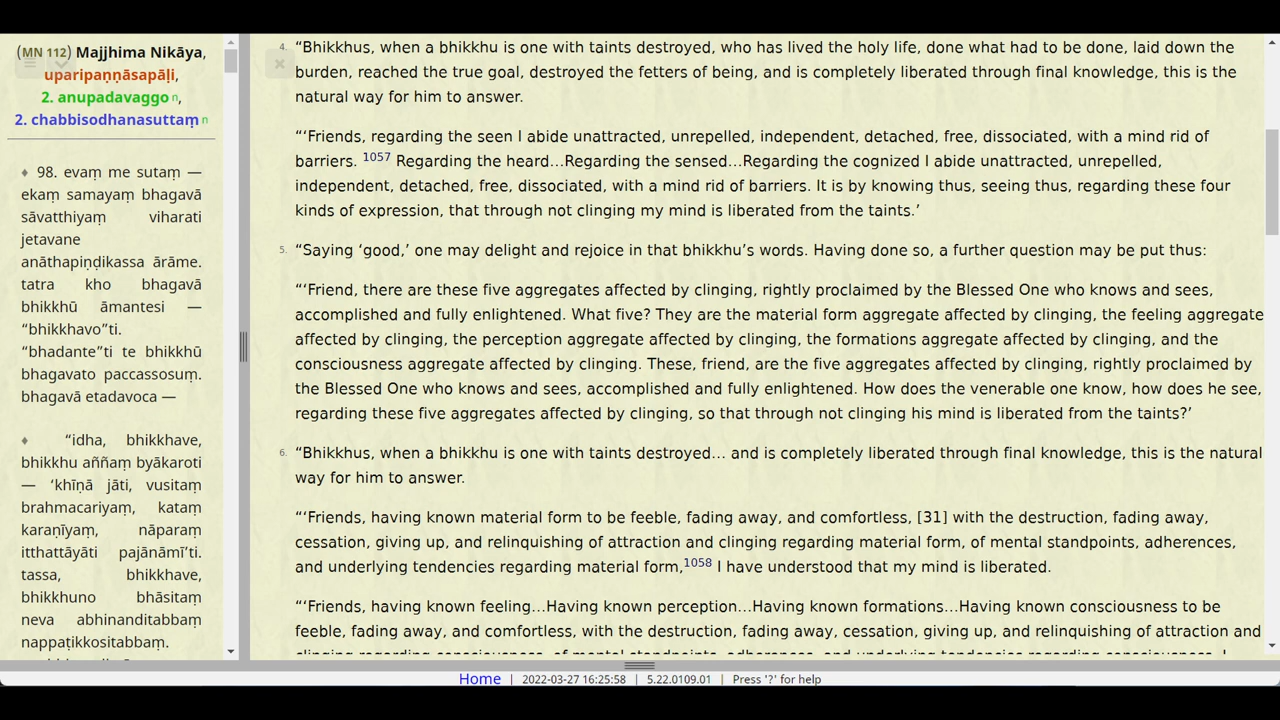 (MN 112) Majjhima Nikāya,
uparipaṇṇāsapāḷi,
2. anupadavaggo n,
2. chabbisodhanasuttaṃ n
♦ 98. evaṃ me sutaṃ —
ekaṃ samayaṃ bhagavā
sāvatthiyaṃ viharati
jetavane
anāthapiṇḍikassa ārāme.
tatra kho bhagavā
bhikkhū āmantesi —
“bhikkhavo”ti.
“bhadante”ti te bhikkhū
bhagavato paccassosuṃ.
bhagavā etadavoca —
♦ “idha, bhikkhave,
bhikkhu aññaṃ byākaroti
— ‘khīṇā jāti, vusitaṃ
brahmacariyaṃ, kataṃ
karaṇīyaṃ, nāparaṃ
itthattāyāti pajānāmī’ti.
tassa, bhikkhave,
bhikkhuno bhāsitaṃ
neva abhinanditabbaṃ
nappaṭikkositabbaṃ.
4. “Bhikkhus, when a bhikkhu is one with taints destroyed, who has lived the holy life, done what had to be done, laid down the
burden, reached the true goal, destroyed the fetters of being, and is completely liberated through final knowledge, this is the
natural way for him to answer.
“‘Friends, regarding the seen I abide unattracted, unrepelled, independent, detached, free, dissociated, with a mind rid of
barriers. 1057 Regarding the heard…Regarding the sensed…Regarding the cognized I abide unattracted, unrepelled,
independent, detached, free, dissociated, with a mind rid of barriers. It is by knowing thus, seeing thus, regarding these four
kinds of expression, that through not clinging my mind is liberated from the taints.’
5. “Saying ‘good,’ one may delight and rejoice in that bhikkhu’s words. Having done so, a further question may be put thus:
“‘Friend, there are these five aggregates affected by clinging, rightly proclaimed by the Blessed One who knows and sees,
accomplished and fully enlightened. What five? They are the material form aggregate affected by clinging, the feeling aggregate
affected by clinging, the perception aggregate affected by clinging, the formations aggregate affected by clinging, and the
consciousness aggregate affected by clinging. These, friend, are the five aggregates affected by clinging, rightly proclaimed by
the Blessed One who knows and sees, accomplished and fully enlightened. How does the venerable one know, how does he see,
regarding these five aggregates affected by clinging, so that through not clinging his mind is liberated from the taints?’
6. “Bhikkhus, when a bhikkhu is one with taints destroyed… and is completely liberated through final knowledge, this is the natural
way for him to answer.
“‘Friends, having known material form to be feeble, fading away, and comfortless, [31] with the destruction, fading away,
cessation, giving up, and relinquishing of attraction and clinging regarding material form, of mental standpoints, adherences,
and underlying tendencies regarding material form,1058 I have understood that my mind is liberated.
“‘Friends, having known feeling…Having known perception…Having known formations…Having known consciousness to be
feeble, fading away, and comfortless, with the destruction, fading away, cessation, giving up, and relinquishing of attraction and
clinging regarding consciousness, of mental standpoints, adherences, and underlying tendencies regarding consciousness, I
Home | 2022-03-27 16:25:58 | 5.22.0109.01 | Press '?' for help